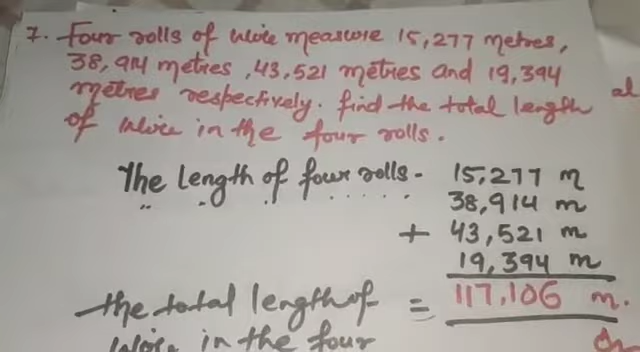 7. Four rolls of wire measure 15,277 metres,
38,914 metres, 43,521 metres and 19,394
metres respectively. find the total length
of wire in the four rolls.
al
The length of four rolls - 15,277 m
" " " ..... 38,914 m
+ 43,521 m
19,394 m
the total length of = 117,106 m.
wire in the four